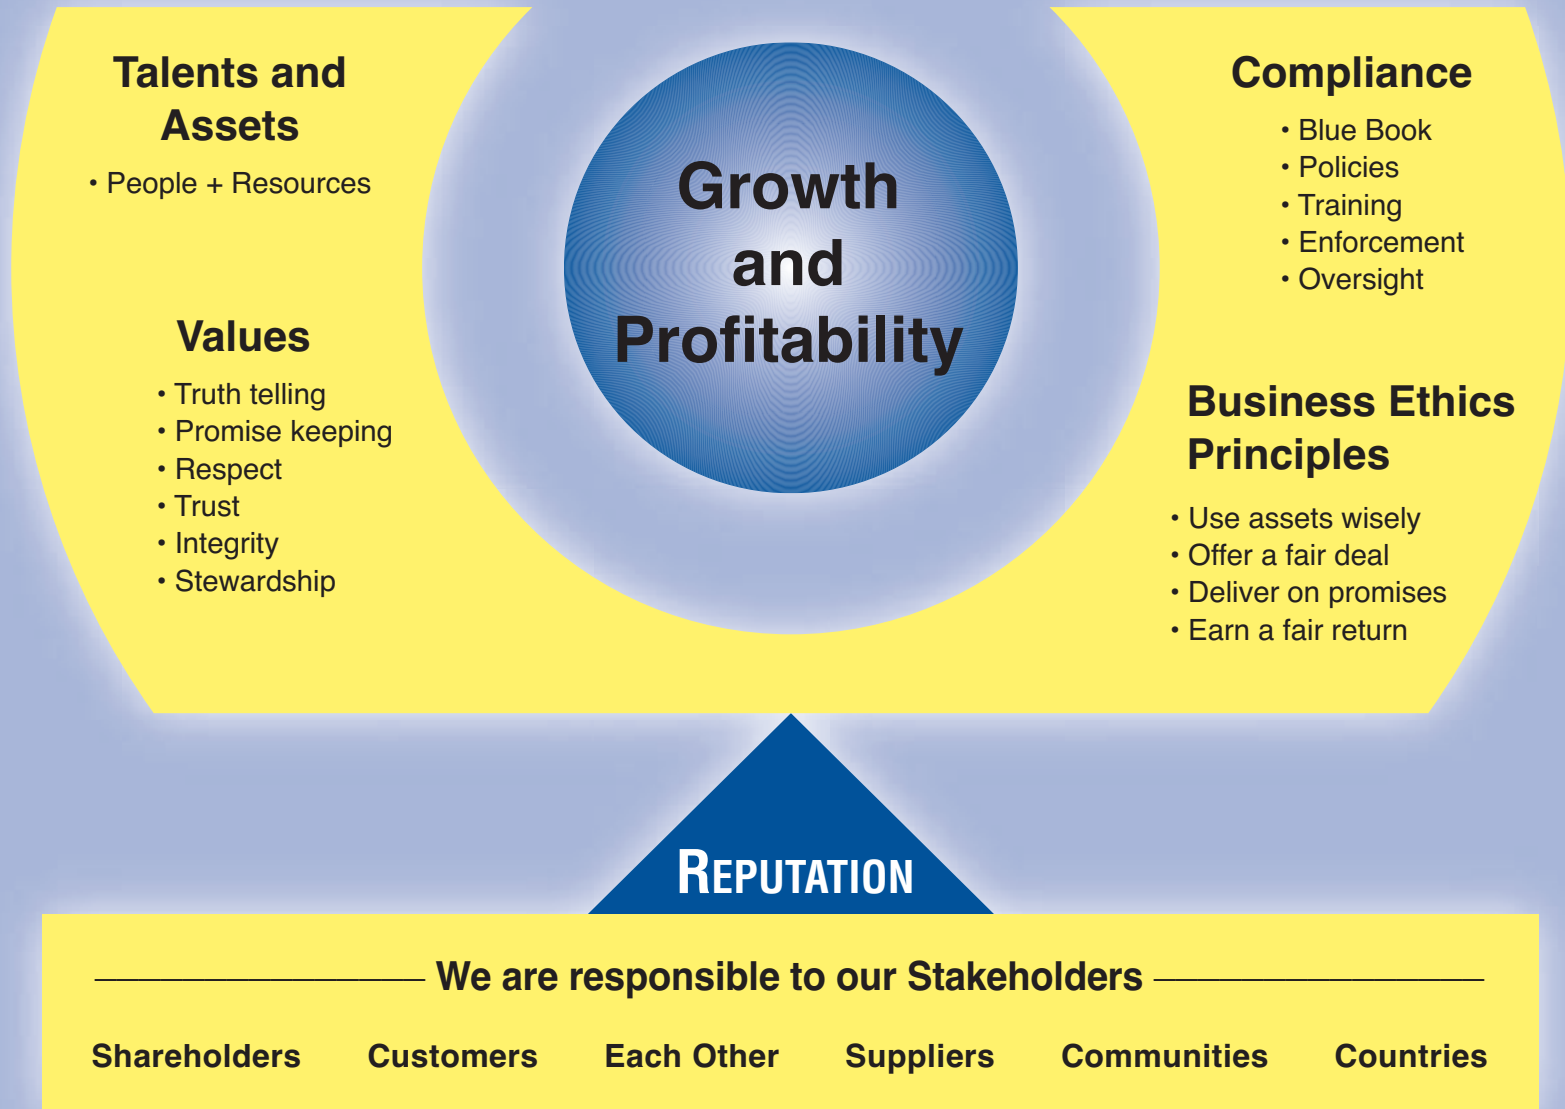 Talents and
Assets
• People + Resources
Values
• Truth telling
• Promise keeping
• Respect
• Trust
• Integrity
• Stewardship
Growth
and
Profitability
Compliance
• Blue Book
• Policies
• Training
• Enforcement
• Oversight
Business Ethics
Principles
• Use assets wisely
• Offer a fair deal
• Deliver on promises
• Earn a fair return
REPUTATION
We are responsible to our Stakeholders
Shareholders Customers Each Other Suppliers Communities Countries